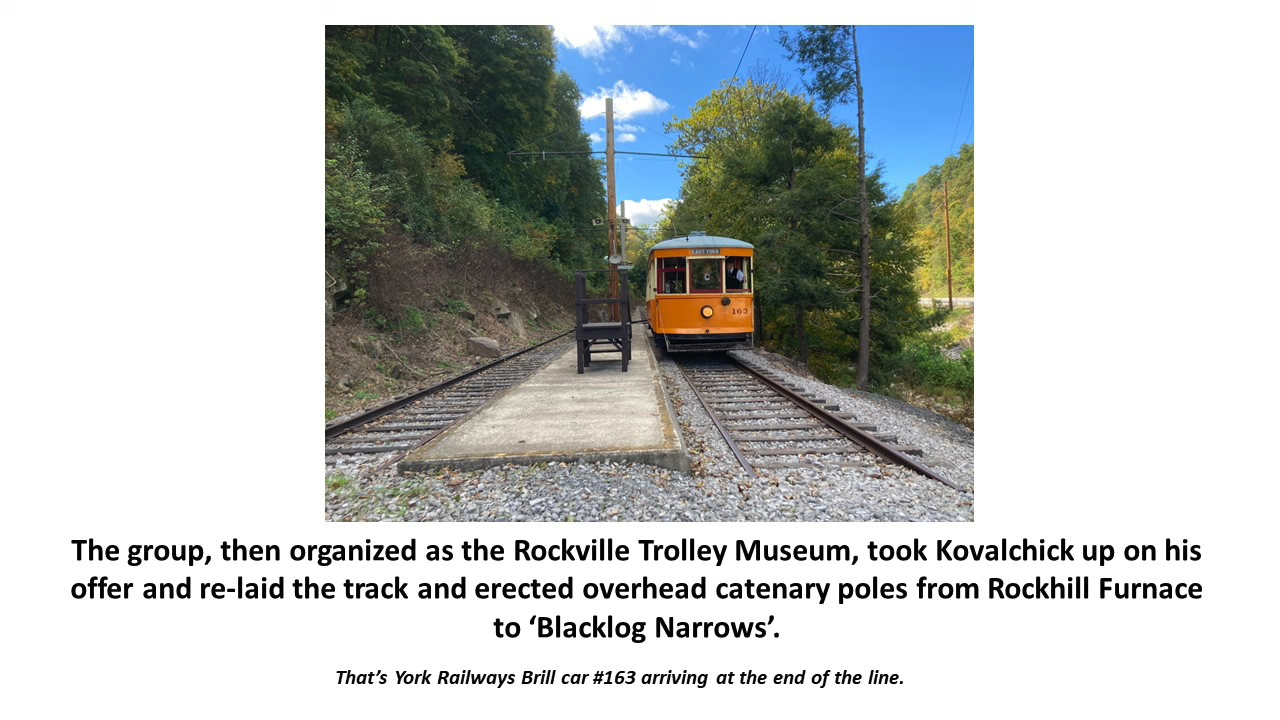 EAST YORK
163
The group, then organized as the Rockville Trolley Museum, took Kovalchick up on his
offer and re-laid the track and erected overhead catenary poles from Rockhill Furnace
to ‘Blacklog Narrows’.
That’s York Railways Brill car #163 arriving at the end of the line.